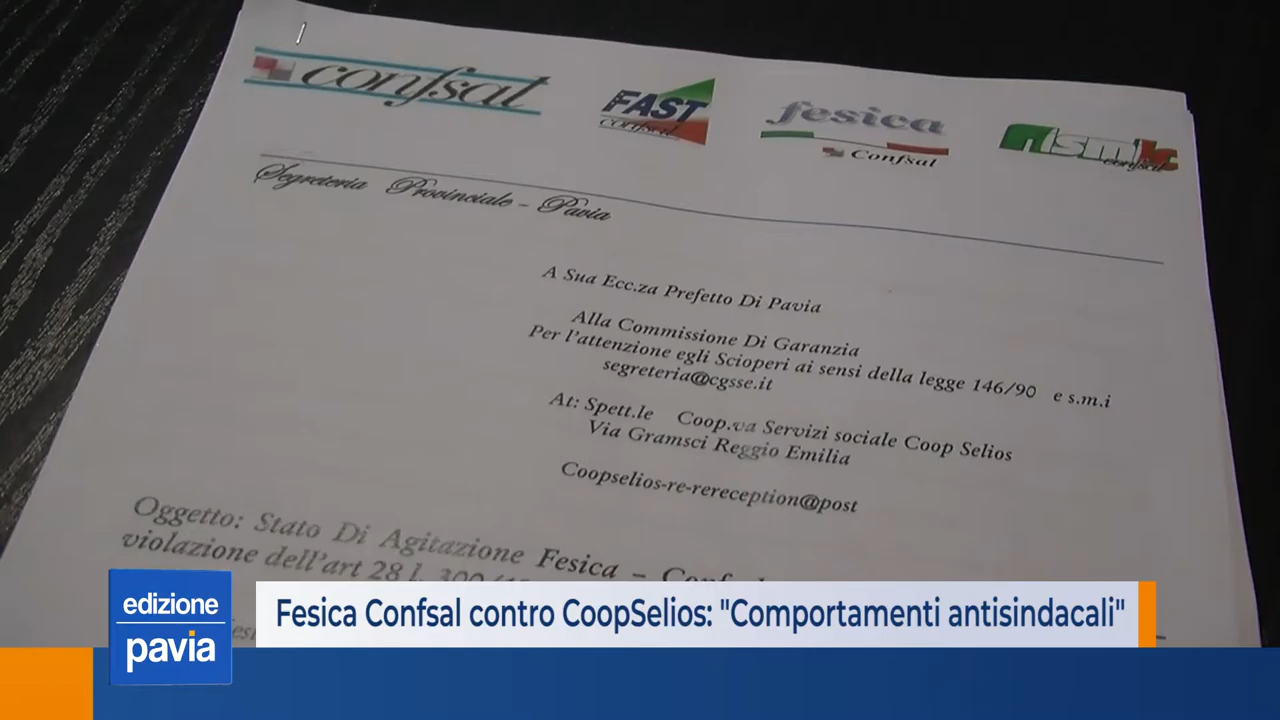 confsal
FAST
confsal
fesica
Confsal
fismic
confsal
Segreteria Provinciale - Pavia
A Sua Ecc.za Prefetto Di Pavia
Alla Commissione Di Garanzia
Per l'attenzione egli Scioperi ai sensi della legge 146/90 e s.m.i
segreteria@cgsse.it
At: Spett.le Coop.va Servizi sociale Coop Selios
Via Gramsci Reggio Emilia
Coopselios-re-rereception@post
Oggetto: Stato Di Agitazione Fesica –
violazione dell'art 28 l.
Fesica Confsal contro CoopSelios: "Comportamenti antisindacali"
edizione
pavia